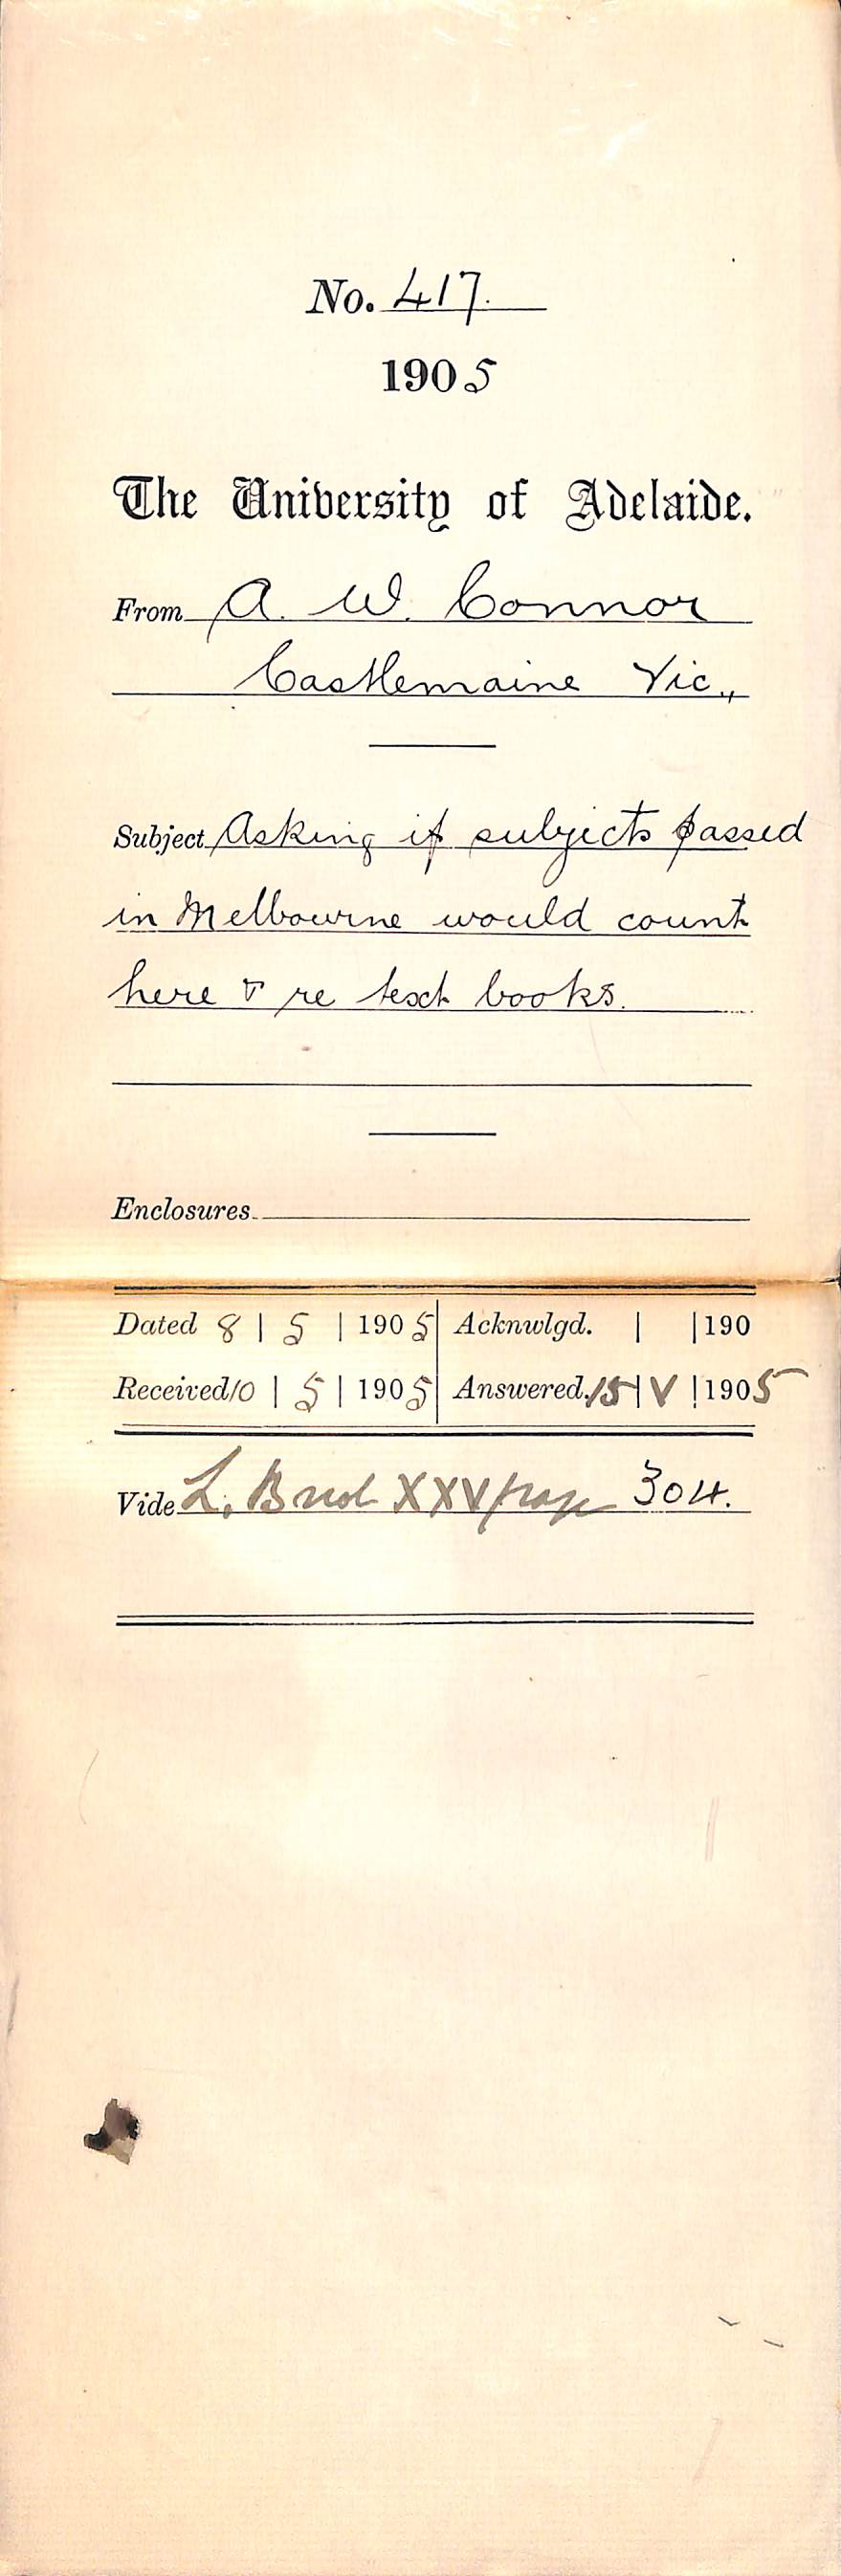 No. 417.
1905
The University of Adelaide.
From A. W. Connor
Castlemaine Vic.,
Subject Asking if subjects passed
in Melbourne would count
here & re text books.
Enclosures
Dated 8 | 5 | 1905 Acknwlgd. | | 190
Received 10 | 5 | 1905 Answered. 15 | V | 1905
Vide L. B vol XXV page 304.